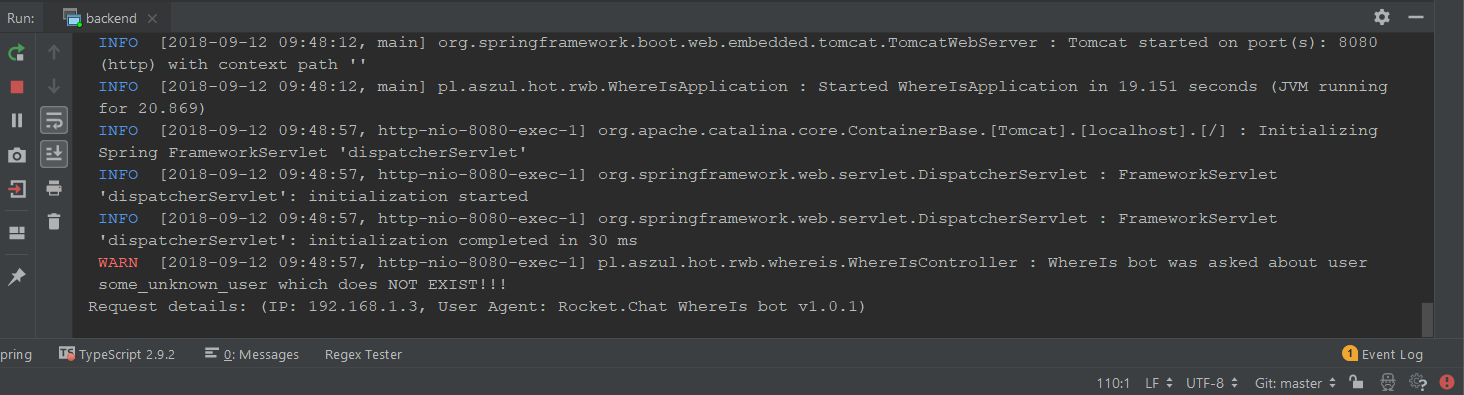 Run: backend
INFO [2018-09-12 09:48:12, main] org.springframework.boot.web.embedded.tomcat.TomcatWebServer : Tomcat started on port(s): 8080
(http) with context path ''
INFO [2018-09-12 09:48:12, main] pl.aszul.hot.rwb.WhereIsApplication : Started WhereIsApplication in 19.151 seconds (JVM running
for 20.869)
INFO [2018-09-12 09:48:57, http-nio-8080-exec-1] org.apache.catalina.core.ContainerBase.[Tomcat].[localhost].[/] : Initializing
Spring FrameworkServlet 'dispatcherServlet'
INFO [2018-09-12 09:48:57, http-nio-8080-exec-1] org.springframework.web.servlet.DispatcherServlet : FrameworkServlet
'dispatcherServlet': initialization started
INFO [2018-09-12 09:48:57, http-nio-8080-exec-1] org.springframework.web.servlet.DispatcherServlet : FrameworkServlet
'dispatcherServlet': initialization completed in 30 ms
WARN [2018-09-12 09:48:57, http-nio-8080-exec-1] pl.aszul.hot.rwb.whereis.WhereIsController : WhereIs bot was asked about user
some_unknown_user which does NOT EXIST!!!
Request details: (IP: 192.168.1.3, User Agent: Rocket.Chat WhereIs bot v1.0.1)
pring TS TypeScript 2.9.2 0: Messages Regex Tester 1 Event Log
110:1 LF UTF-8 Git: master